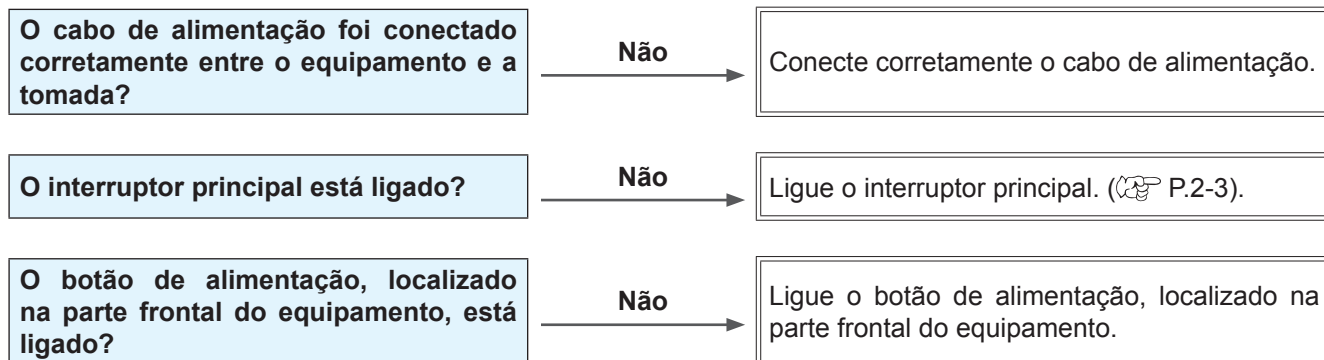 O cabo de alimentação foi conectado
corretamente entre o equipamento e a
tomada?
Não
Conecte corretamente o cabo de alimentação.
O interruptor principal está ligado?
Não
Ligue o interruptor principal. ( P.2-3).
O botão de alimentação, localizado
na parte frontal do equipamento, está
ligado?
Não
Ligue o botão de alimentação, localizado na
parte frontal do equipamento.